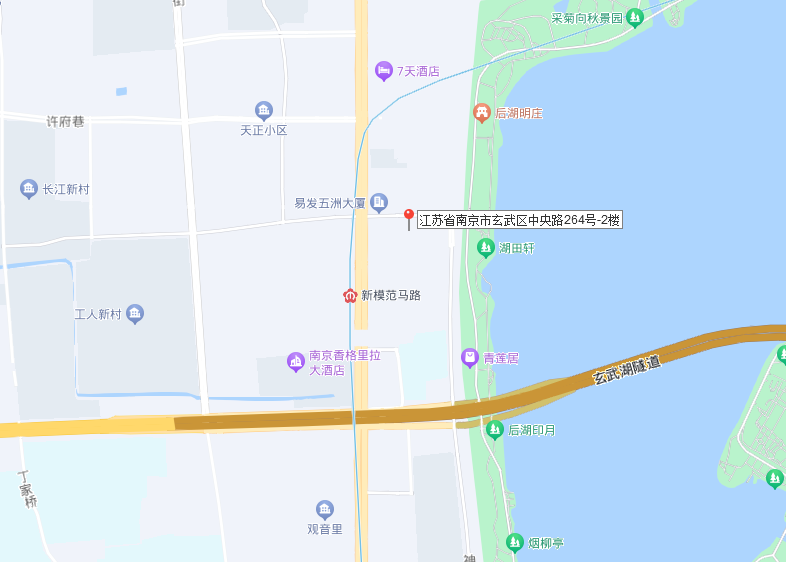 街
采菊向秋景园
7天酒店
后湖明庄
许府巷
天正小区
长江新村
易发五洲大厦
江苏省南京市玄武区中央路264号-2楼
湖田轩
新模范马路
工人新村
南京香格里拉
大酒店
青莲居
玄武湖隧道
后湖印月
丁家桥
观音里
烟柳亭
神